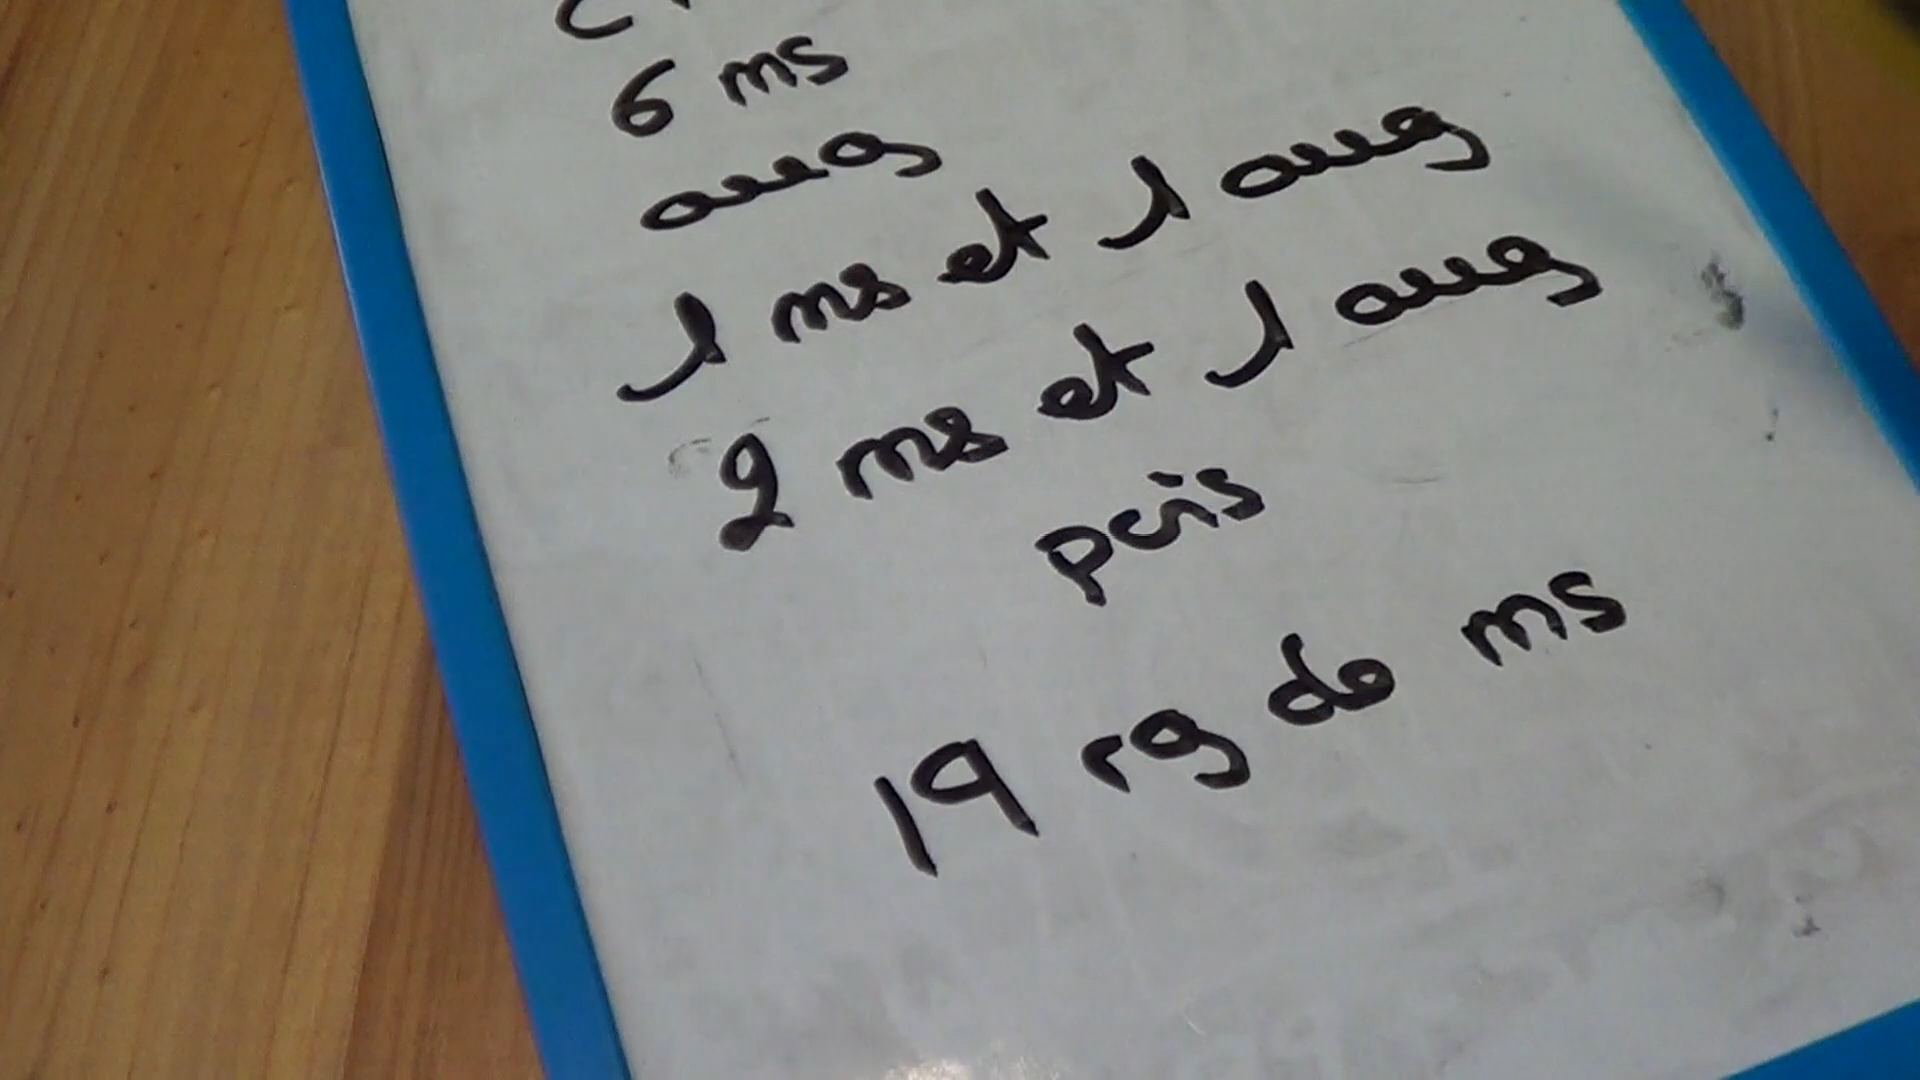 6 ms
aug
1 ms et 1 aug
2 ms et 1 aug
puis
19 rg de ms